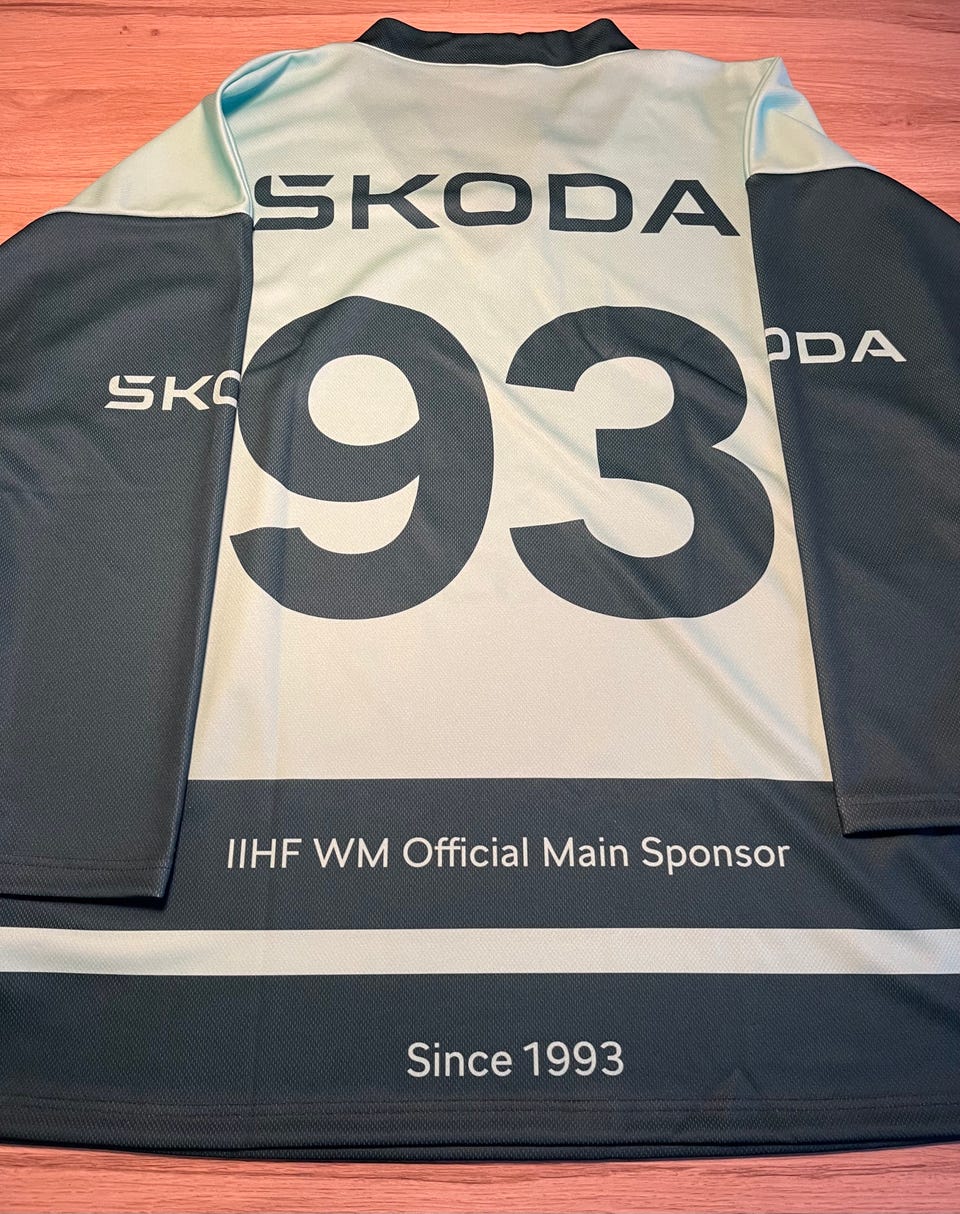 ŠKODA
93
ŠKO
ODA
IIHF WM Official Main Sponsor
Since 1993